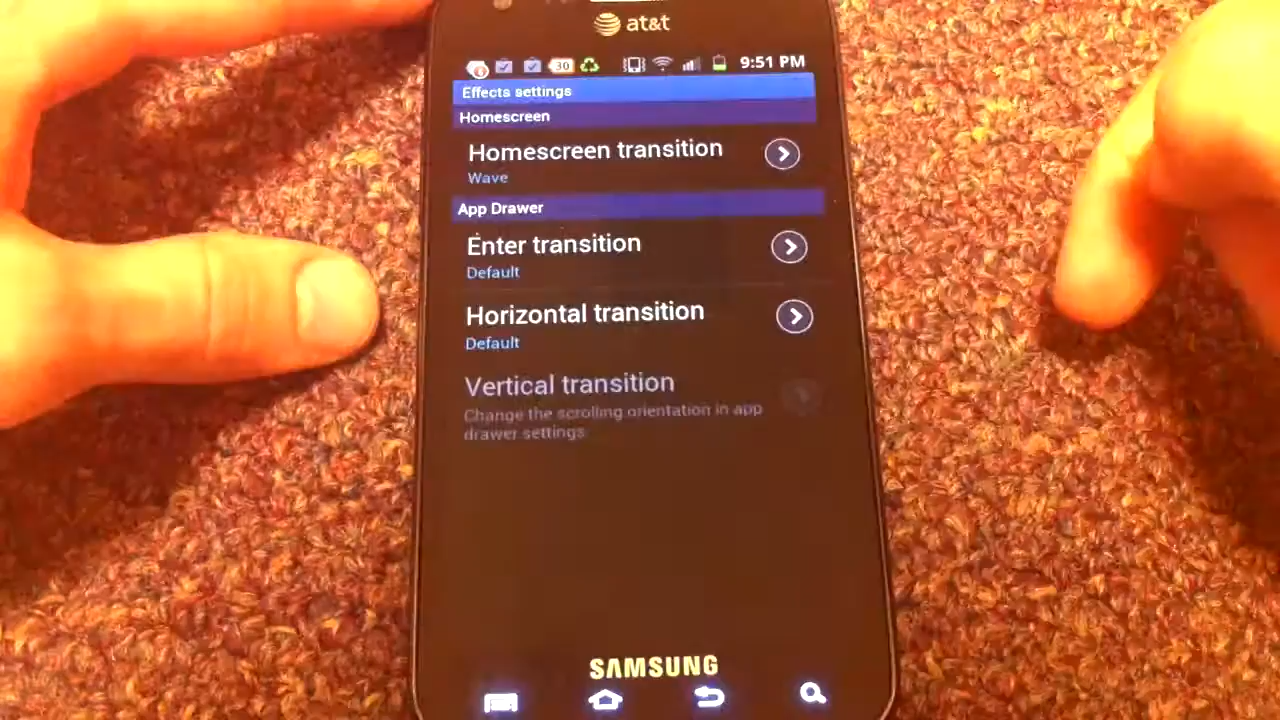 at&t
30 9:51 PM
Effects settings
Homescreen
Homescreen transition
Wave
App Drawer
Enter transition
Default
Horizontal transition
Default
Vertical transition
Change the scrolling orientation in app
drawer settings
SAMSUNG